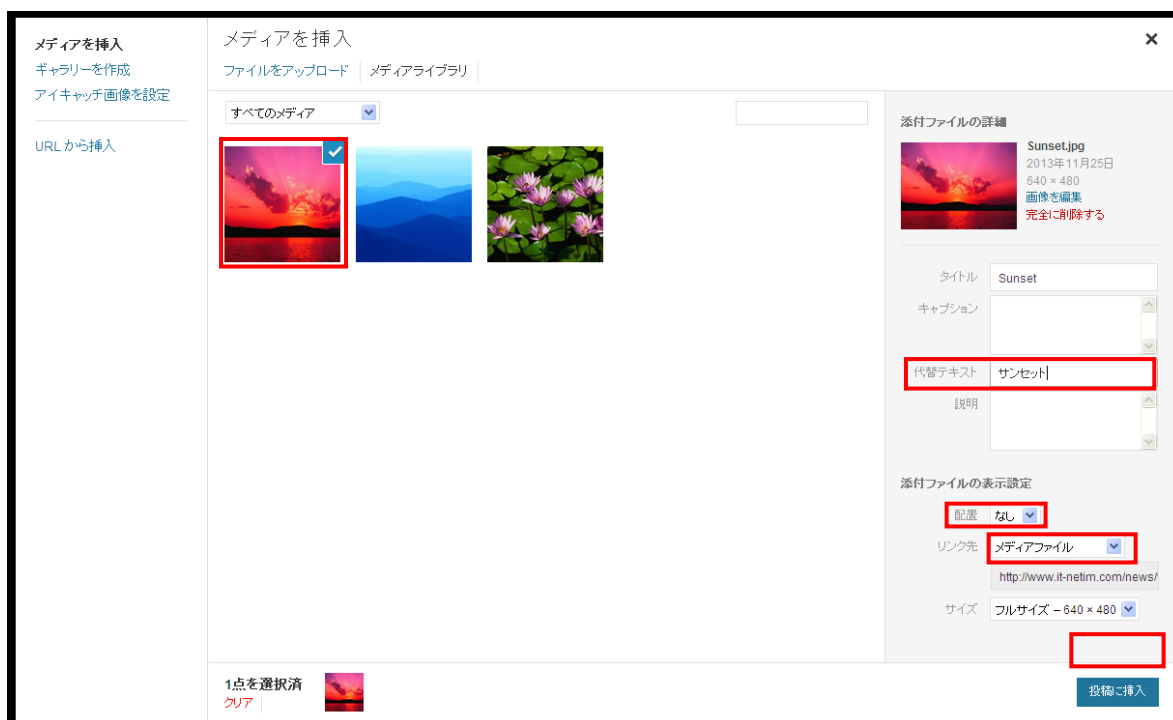 メディアを挿入
ギャラリーを作成
アイキャッチ画像を設定
URLから挿入
メディアを挿入
×
ファイルをアップロード
メディアライブラリ
すべてのメディア
添付ファイルの詳細
Sunset.jpg
2013年11月25日
640 × 480
画像を編集
完全に削除する
タイトル Sunset
キャプション
代替テキスト サンセット
説明
添付ファイルの表示設定
配置 なし
リンク先 メディアファイル
http://www.it-netim.com/news/
サイズ フルサイズ – 640 × 480
1点を選択済
クリア
投稿に挿入